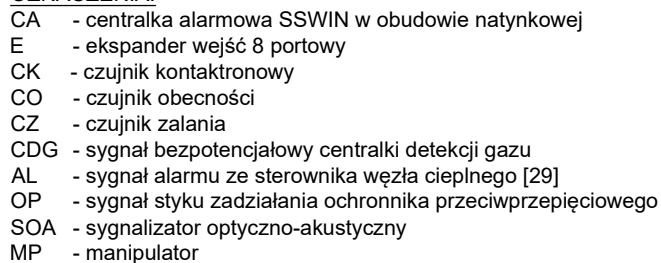 CA - centralka alarmowa SSWIN w obudowie natynkowej
E - ekspander wejść 8 portowy
CK - czujnik kontaktronowy
CO - czujnik obecności
CZ - czujnik zalania
CDG - sygnał bezpotencjałowy centralki detekcji gazu
AL - sygnał alarmu ze sterownika węzła cieplnego [29]
OP - sygnał styku zadziałania ochronnika przeciwprzepięciowego
SOA - sygnalizator optyczno-akustyczny
MP - manipulator